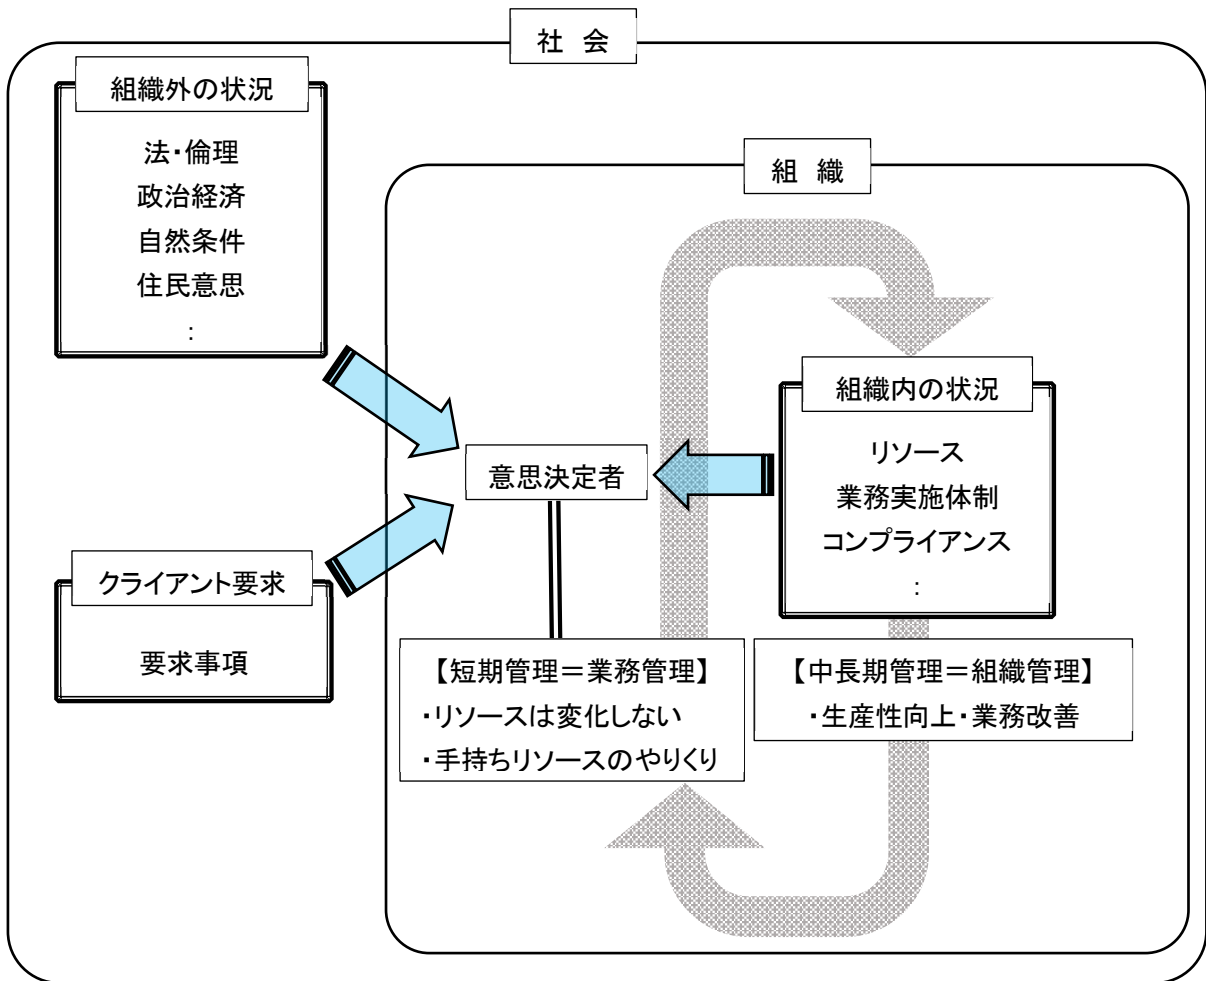 社 会
組織外の状況
法・倫理
政治経済
自然条件
住民意思
：
クライアント要求
要求事項
組 織
意思決定者
組織内の状況
リソース
業務実施体制
コンプライアンス
：
【短期管理＝業務管理】
・リソースは変化しない
・手持ちリソースのやりくり
【中長期管理＝組織管理】
・生産性向上・業務改善